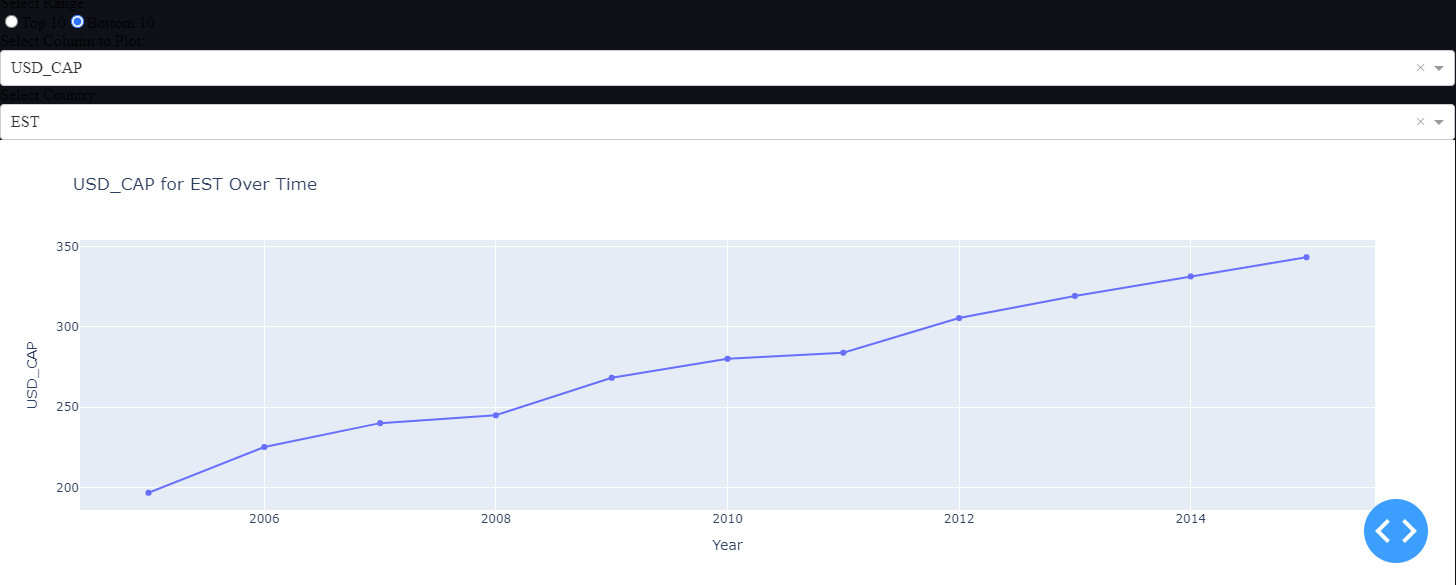 Select Range:
Top 10 Bottom 10
Select Column to Plot:
USD_CAP
Select Country:
EST
USD_CAP for EST Over Time
350
300
250
200
USD_CAP
2006 2008 2010 2012 2014
Year